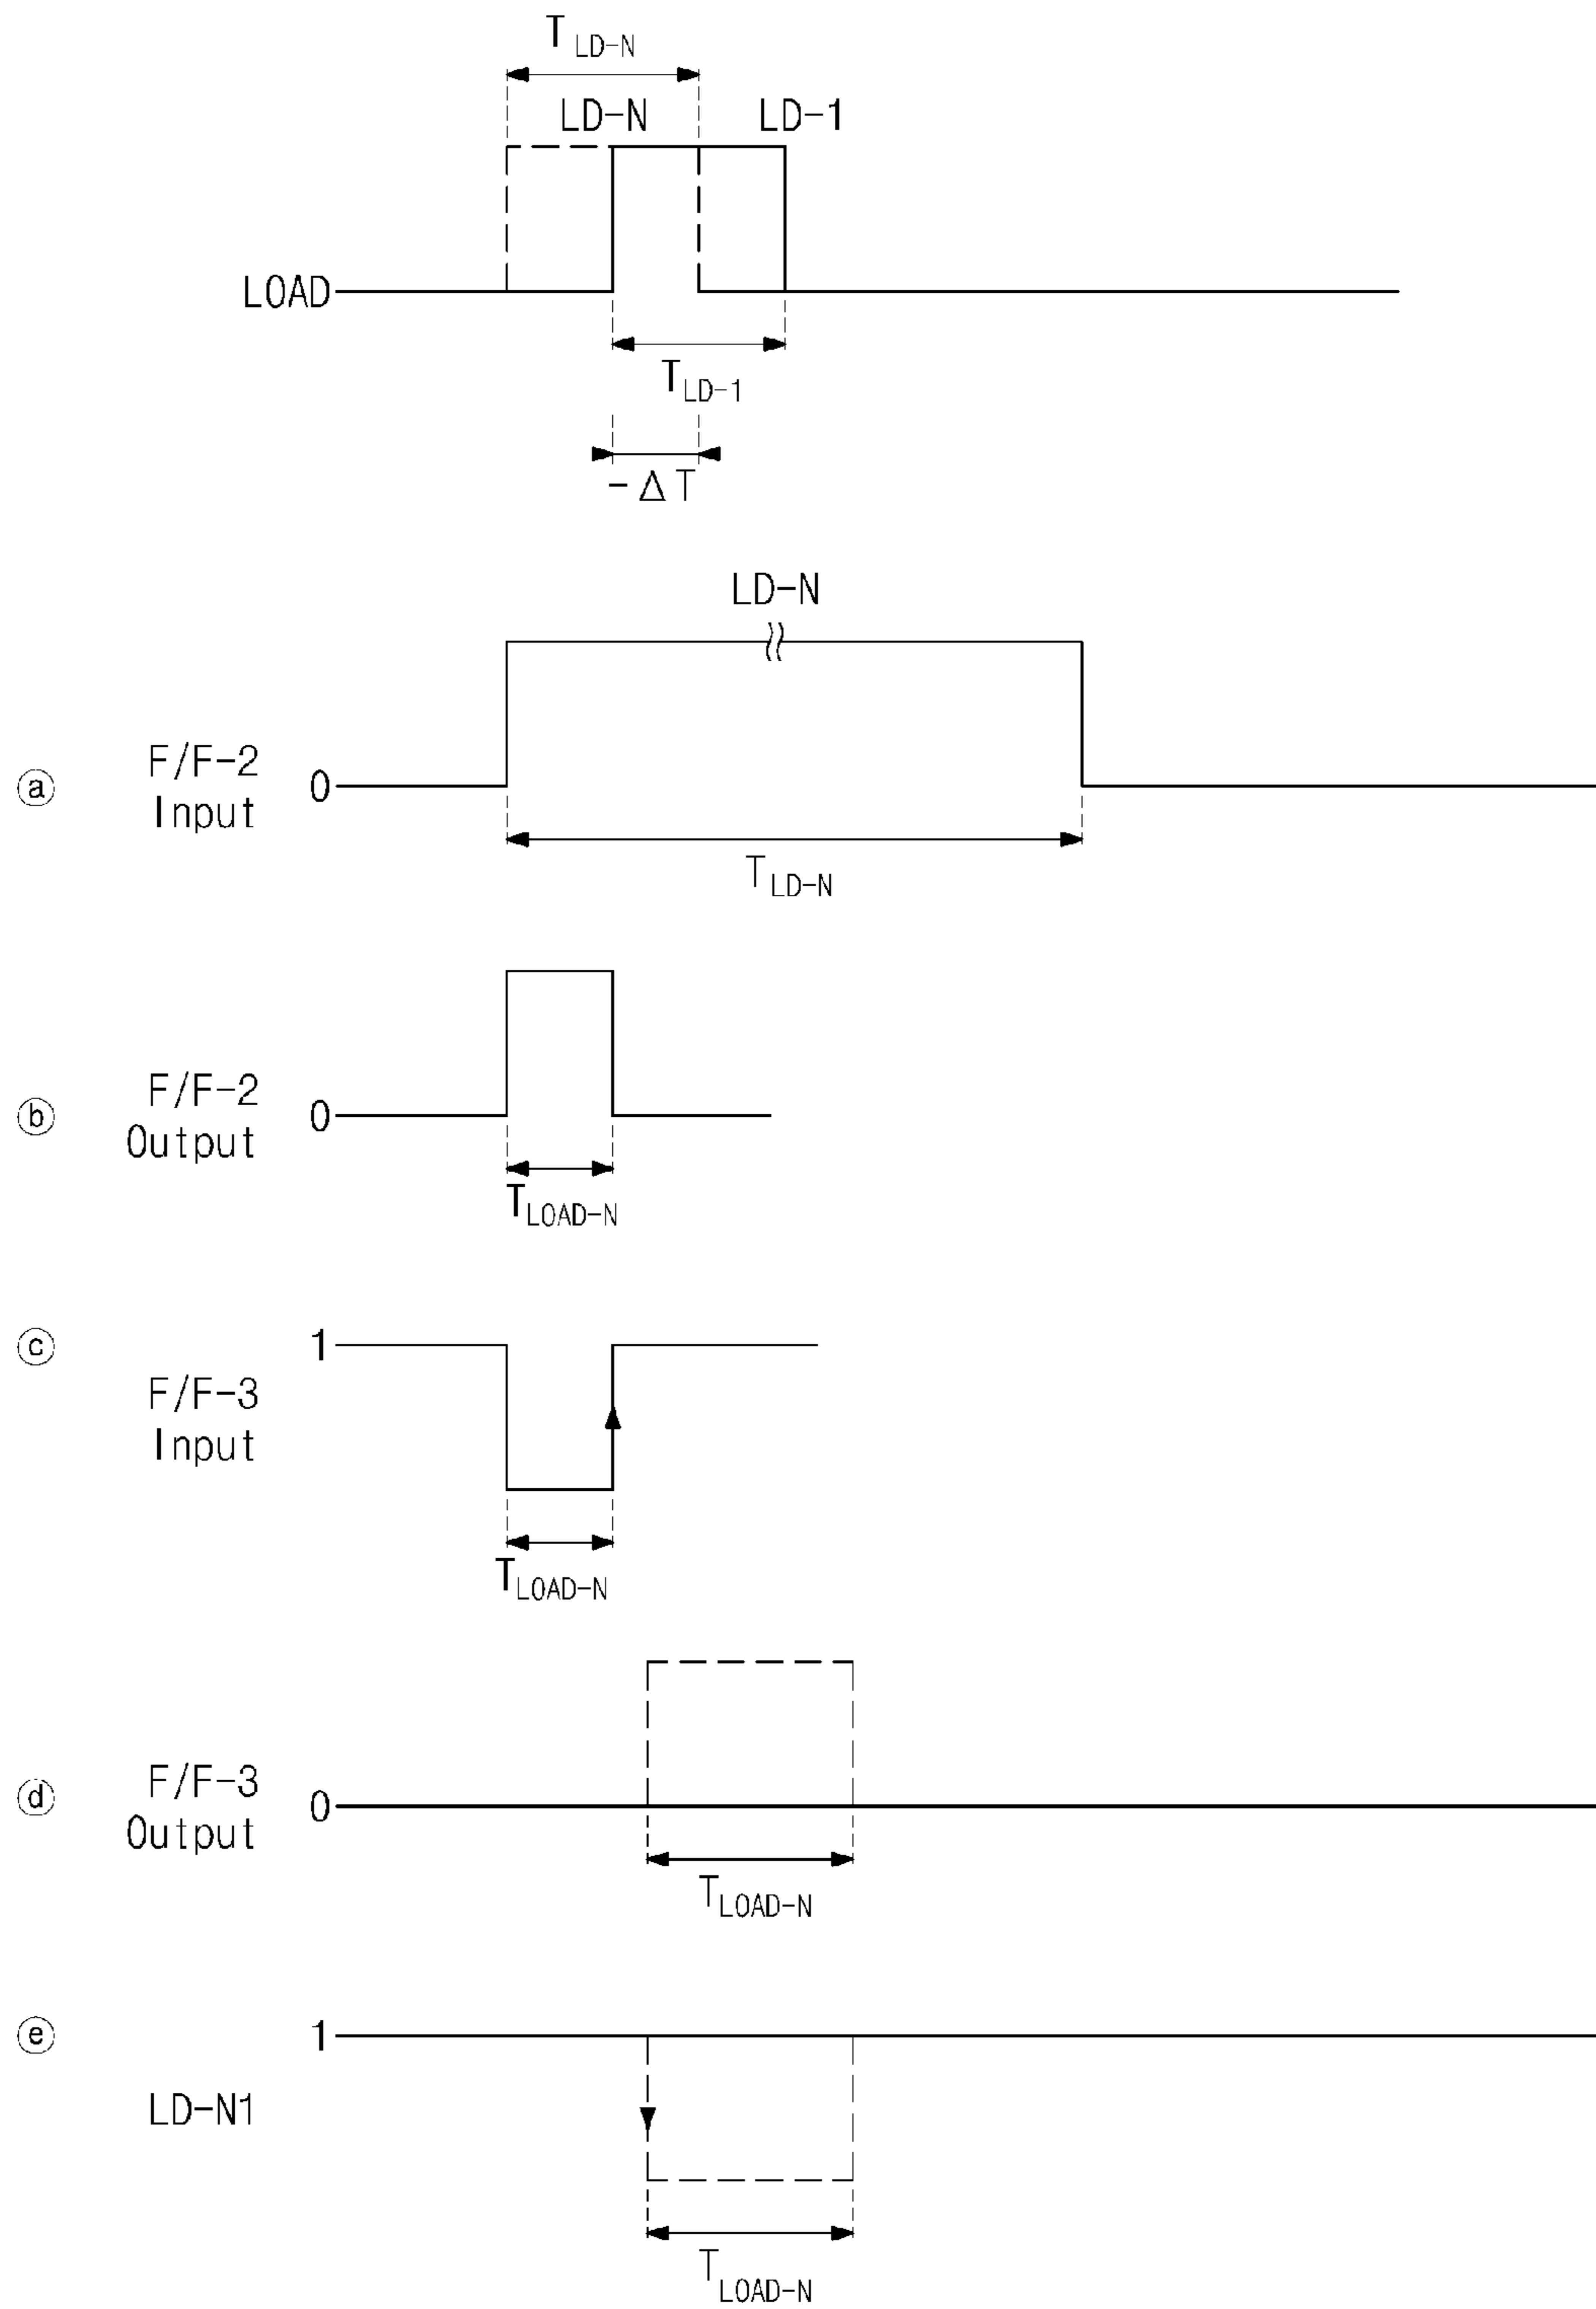 T LD-N
LD-N LD-1
LOAD
T LD-1
-ΔT
LD-N
ⓐ F/F-2 Input 0
T LD-N
ⓑ F/F-2 Output 0
T LOAD-N
ⓒ 1
F/F-3 Input
T LOAD-N
ⓓ F/F-3 Output 0
T LOAD-N
ⓔ 1
LD-N1
T LOAD-N